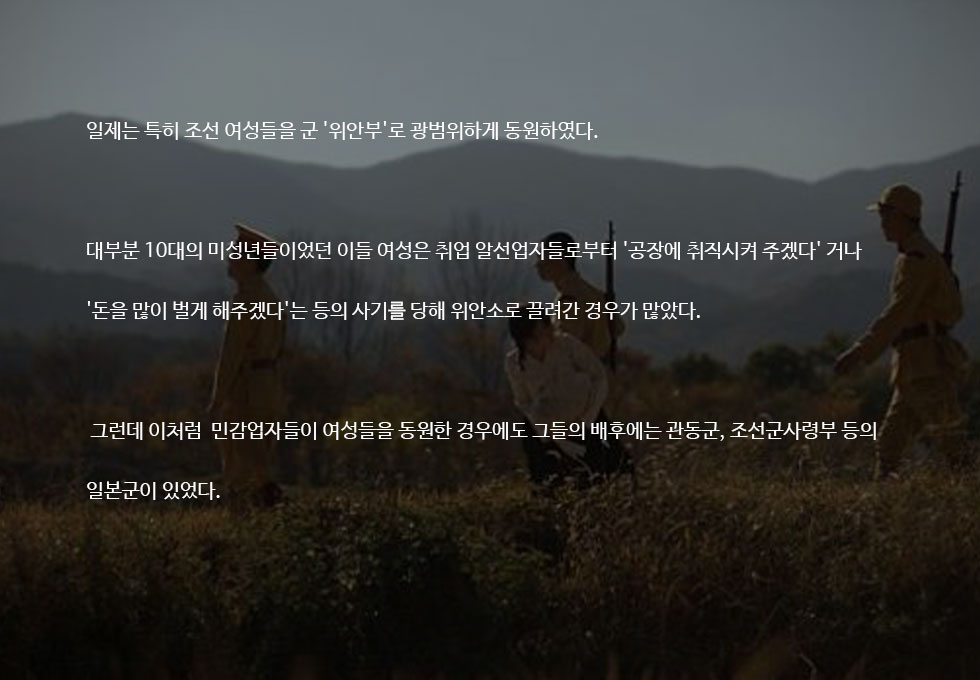 일제는 특히 조선 여성들을 군 '위안부'로 광범위하게 동원하였다.
대부분 10대의 미성년들이었던 이들 여성은 취업 알선업자들로부터 '공장에 취직시켜 주겠다' 거나
'돈을 많이 벌게 해주겠다'는 등의 사기를 당해 위안소로 끌려간 경우가 많았다.
그런데 이처럼 민감업자들이 여성들을 동원한 경우에도 그들의 배후에는 관동군, 조선군사령부 등의
일본군이 있었다.